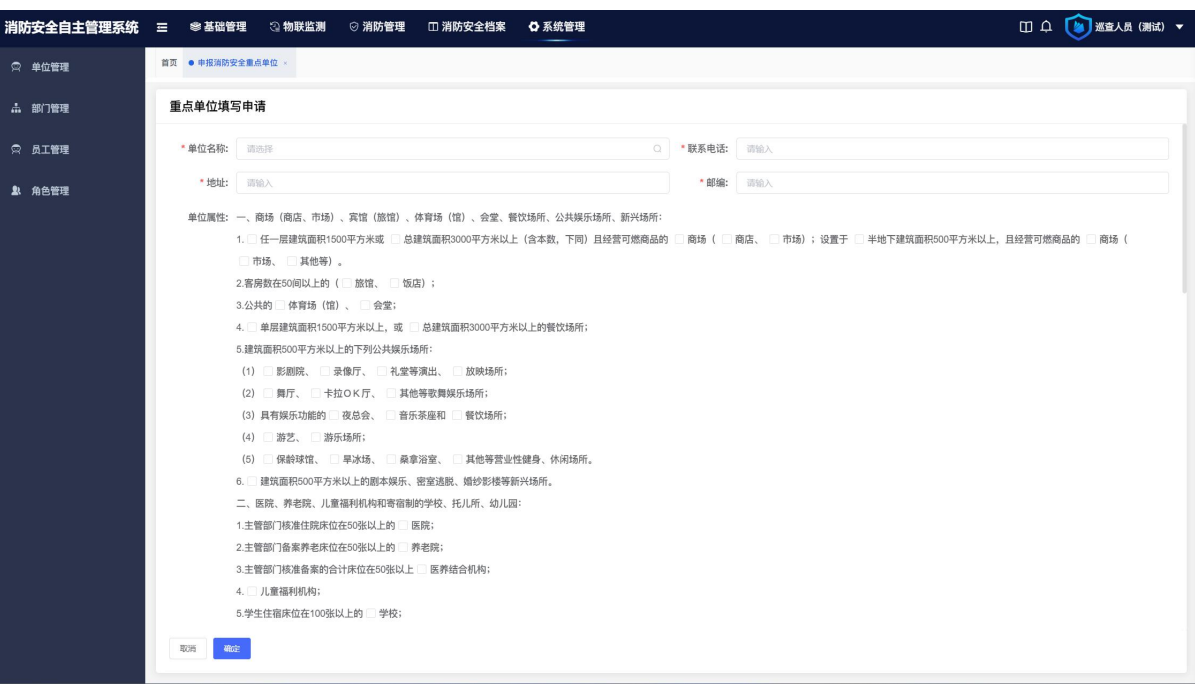 消防安全自主管理系统 基础管理 物联监测 消防管理 消防安全档案 系统管理 巡查人员（测试）
单位管理
部门管理
员工管理
角色管理
首页 申报消防安全重点单位 ×
重点单位填写申请
* 单位名称: 请选择 * 联系电话: 请输入
* 地址: 请输入 * 邮编: 请输入
单位属性: 一、商场（商店、市场）、宾馆（旅馆）、体育场（馆）、会堂、餐饮场所、公共娱乐场所、新兴场所:
1. 任一层建筑面积1500平方米或 总建筑面积3000平方米以上（含本数，下同）且经营可燃商品的 商场（ 商店、 市场）; 设置于 半地下建筑面积500平方米以上，且经营可燃商品的 商场（
市场、 其他等）。
2.客房数在50间以上的（ 旅馆、 饭店）;
3.公共的 体育场（馆）、 会堂;
4. 单层建筑面积1500平方米以上，或 总建筑面积3000平方米以上的餐饮场所;
5.建筑面积500平方米以上的下列公共娱乐场所:
（1） 影剧院、 录像厅、 礼堂等演出、 放映场所;
（2） 舞厅、 卡拉OK厅、 其他等歌舞娱乐场所;
（3）具有娱乐功能的 夜总会、 音乐茶座和 餐饮场所;
（4） 游艺、 游乐场所;
（5） 保龄球馆、 旱冰场、 桑拿浴室、 其他等营业性健身、休闲场所。
6. 建筑面积500平方米以上的剧本娱乐、密室逃脱、婚纱影楼等新兴场所。
二、医院、养老院、儿童福利机构和寄宿制的学校、托儿所、幼儿园:
1.主管部门核准住院床位在50张以上的 医院;
2.主管部门备案养老床位在50张以上的 养老院;
3.主管部门核准备案的合计床位在50张以上 医养结合机构;
4. 儿童福利机构;
5.学生住宿床位在100张以上的 学校;
取消 确定